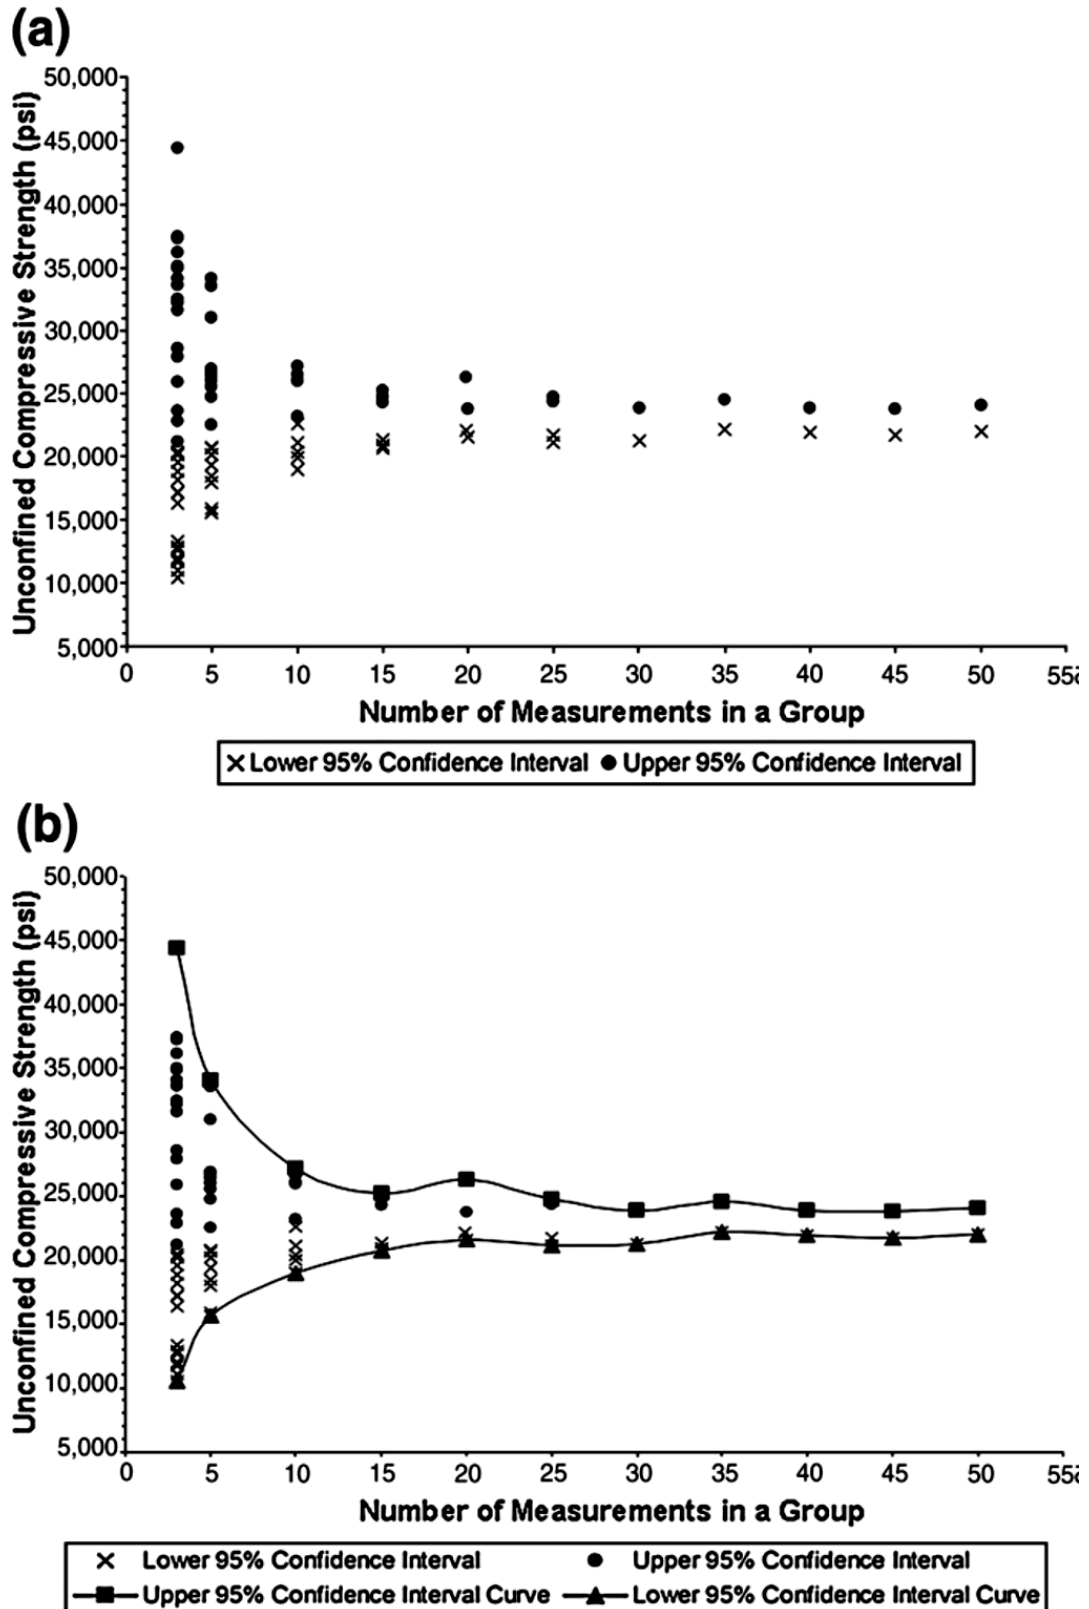 (a)
Unconfined Compressive Strength (psi)
50,000
45,000
40,000
35,000
30,000
25,000
20,000
15,000
10,000
5,000
0 5 10 15 20 25 30 35 40 45 50 55
Number of Measurements in a Group
Lower 95% Confidence Interval Upper 95% Confidence Interval
(b)
Unconfined Compressive Strength (psi)
50,000
45,000
40,000
35,000
30,000
25,000
20,000
15,000
10,000
5,000
0 5 10 15 20 25 30 35 40 45 50 55
Number of Measurements in a Group
Lower 95% Confidence Interval Upper 95% Confidence Interval
Upper 95% Confidence Interval Curve Lower 95% Confidence Interval Curve